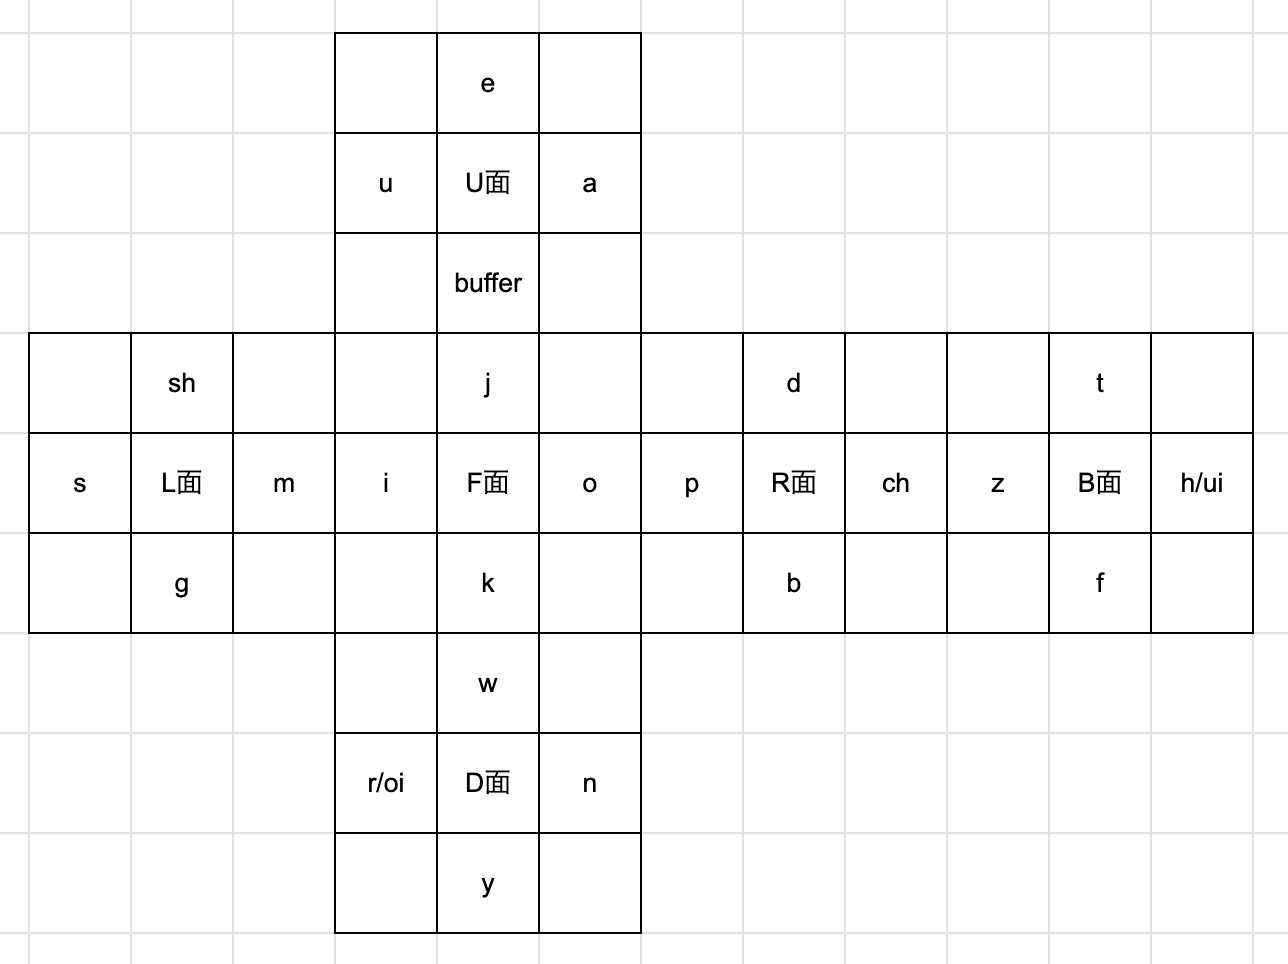 e
u U面 a
buffer
sh j d t
s L面 m i F面 o p R面 ch z B面 h/ui
g k b f
w
r/oi D面 n
y